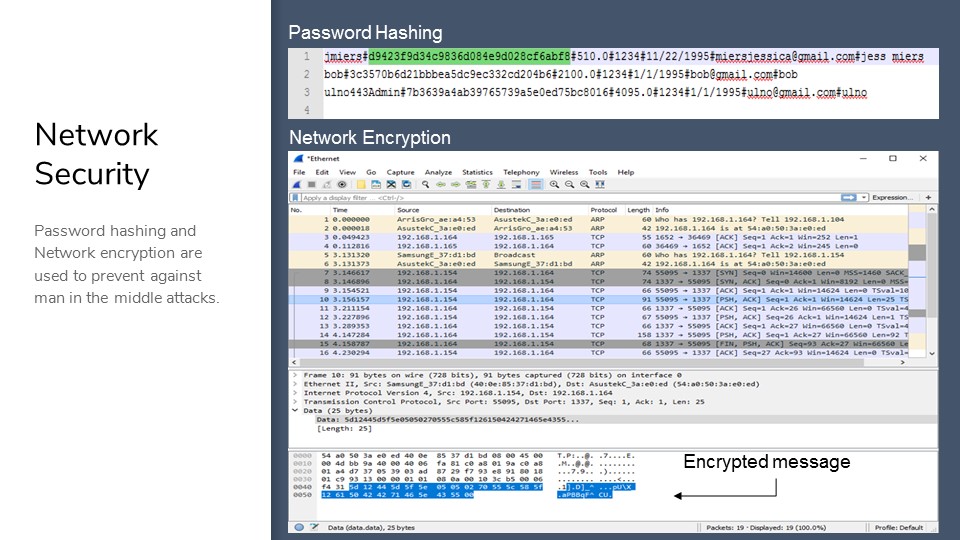 Network
Security
Password hashing and
Network encryption are
used to prevent against
man in the middle attacks.
Password Hashing
1 jmiers#d9423f9d34c9836d084e9d028cf6abf8#510.0#1234#11/22/1995#miersjessica@gmail.com#jess miers
2 bob#3c3570b6d21bbbea5dc9ec332cd204b6#2100.0#1234#1/1/1995#bob@gmail.com#bob
3 ulno443Admin#7b3639a4ab39765739a5e0ed75bc8016#4095.0#1234#1/1/1995#ulno@gmail.com#ulno
4
Network Encryption
*Ethernet
File Edit View Go Capture Analyze Statistics Telephony Wireless Tools Help
Apply a display filter ... <Ctrl-/> Expression... +
No. Time Source Destination Protocol Length Info
1 0.000000 ArrisGro_ae:a4:53 AsustekC_3a:e0:ed ARP 60 Who has 192.168.1.164? Tell 192.168.1.104
2 0.000018 AsustekC_3a:e0:ed ArrisGro_ae:a4:53 ARP 42 192.168.1.164 is at 54:a0:50:3a:e0:ed
3 0.049423 192.168.1.164 192.168.1.165 TCP 55 1652 → 36469 [ACK] Seq=1 Ack=1 Win=252 Len=1
4 0.112816 192.168.1.165 192.168.1.164 TCP 60 36469 → 1652 [ACK] Seq=1 Ack=2 Win=245 Len=0
5 3.131320 SamsungE_37:d1:bd Broadcast ARP 60 Who has 192.168.1.164? Tell 192.168.1.154
6 3.131373 AsustekC_3a:e0:ed SamsungE_37:d1:bd ARP 42 192.168.1.164 is at 54:a0:50:3a:e0:ed
7 3.146617 192.168.1.154 192.168.1.164 TCP 74 55095 → 1337 [SYN] Seq=0 Win=14600 Len=0 MSS=1460 SACK_
8 3.146896 192.168.1.164 192.168.1.154 TCP 74 1337 → 55095 [SYN, ACK] Seq=0 Ack=1 Win=8192 Len=0 MSS=
9 3.154521 192.168.1.154 192.168.1.164 TCP 66 55095 → 1337 [ACK] Seq=1 Ack=1 Win=14624 Len=0 TSval=10
10 3.156157 192.168.1.154 192.168.1.164 TCP 91 55095 → 1337 [PSH, ACK] Seq=1 Ack=1 Win=14624 Len=25 TS
11 3.211154 192.168.1.164 192.168.1.154 TCP 66 1337 → 55095 [ACK] Seq=1 Ack=26 Win=66560 Len=0 TSval=1
12 3.227896 192.168.1.154 192.168.1.164 TCP 67 55095 → 1337 [PSH, ACK] Seq=26 Ack=1 Win=14624 Len=1 TS
13 3.289353 192.168.1.164 192.168.1.154 TCP 66 1337 → 55095 [ACK] Seq=1 Ack=27 Win=66560 Len=0 TSval=1
14 4.147284 192.168.1.164 192.168.1.154 TCP 158 1337 → 55095 [PSH, ACK] Seq=1 Ack=27 Win=66560 Len=92 T
15 4.158787 192.168.1.164 192.168.1.154 TCP 68 1337 → 55095 [FIN, PSH, ACK] Seq=93 Ack=27 Win=66560 Le
16 4.230294 192.168.1.154 192.168.1.164 TCP 66 55095 → 1337 [ACK] Seq=27 Ack=93 Win=14624 Len=0 TSval=
Frame 10: 91 bytes on wire (728 bits), 91 bytes captured (728 bits) on interface 0
Ethernet II, Src: SamsungE_37:d1:bd (40:0e:85:37:d1:bd), Dst: AsustekC_3a:e0:ed (54:a0:50:3a:e0:ed)
Internet Protocol Version 4, Src: 192.168.1.154, Dst: 192.168.1.164
Transmission Control Protocol, Src Port: 55095, Dst Port: 1337, Seq: 1, Ack: 1, Len: 25
Data (25 bytes)
Data: 5d12445d5f5e05050270555c585f126150424271465e4355...
[Length: 25]
0000 54 a0 50 3a e0 ed 40 0e 85 37 d1 bd 08 00 45 00 T.P:..@. .7....E.
0010 00 4d bb 9a 40 00 40 06 fa 81 c0 a8 01 9a c0 a8 .M..@.@. ........
0020 01 a4 d7 37 05 39 03 ad 87 29 f7 93 e8 91 80 18 ...7.9.. .)......
0030 01 c9 93 13 00 00 01 01 08 0a 00 10 3c b5 00 06 ........ ....<...
0040 f4 31 5d 12 44 5d 5f 5e 05 05 02 70 55 5c 58 5f .1].D]_^ ...pU\X_
0050 12 61 50 42 42 71 46 5e 43 55 00 .aPBBqF^ CU.
Encrypted message
Data (data.data), 25 bytes Packets: 19 · Displayed: 19 (100.0%) Profile: Default